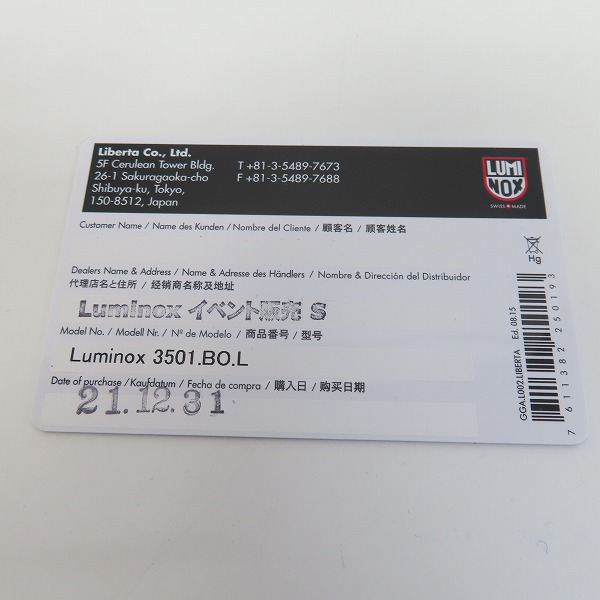 Liberta Co., Ltd.
5F Cerulean Tower Bldg.
26-1 Sakuragaoka-cho
Shibuya-ku, Tokyo,
150-8512, Japan
T +81-3-5489-7673
F +81-3-5489-7688
LUMI
NOX
SWISS MADE
Customer Name / Name des Kunden / Nombre del Cliente / 顧客名 / 顾客姓名
Hg
Dealers Name & Address / Name & Adresse des Händlers / Nombre & Dirección del Distribuidor
代理店名と住所 / 经销商名称及地址
Luminox イベント販売 S
Model No. / Modell Nr. / Nº de Modelo / 商品番号 / 型号
Luminox 3501.BO.L
Date of purchase / Kaufdatum / Fecha de compra / 購入日 / 购买日期
21.12.31
GGA.L002.LIBERTA Ed. 08.15
7 611382 250193